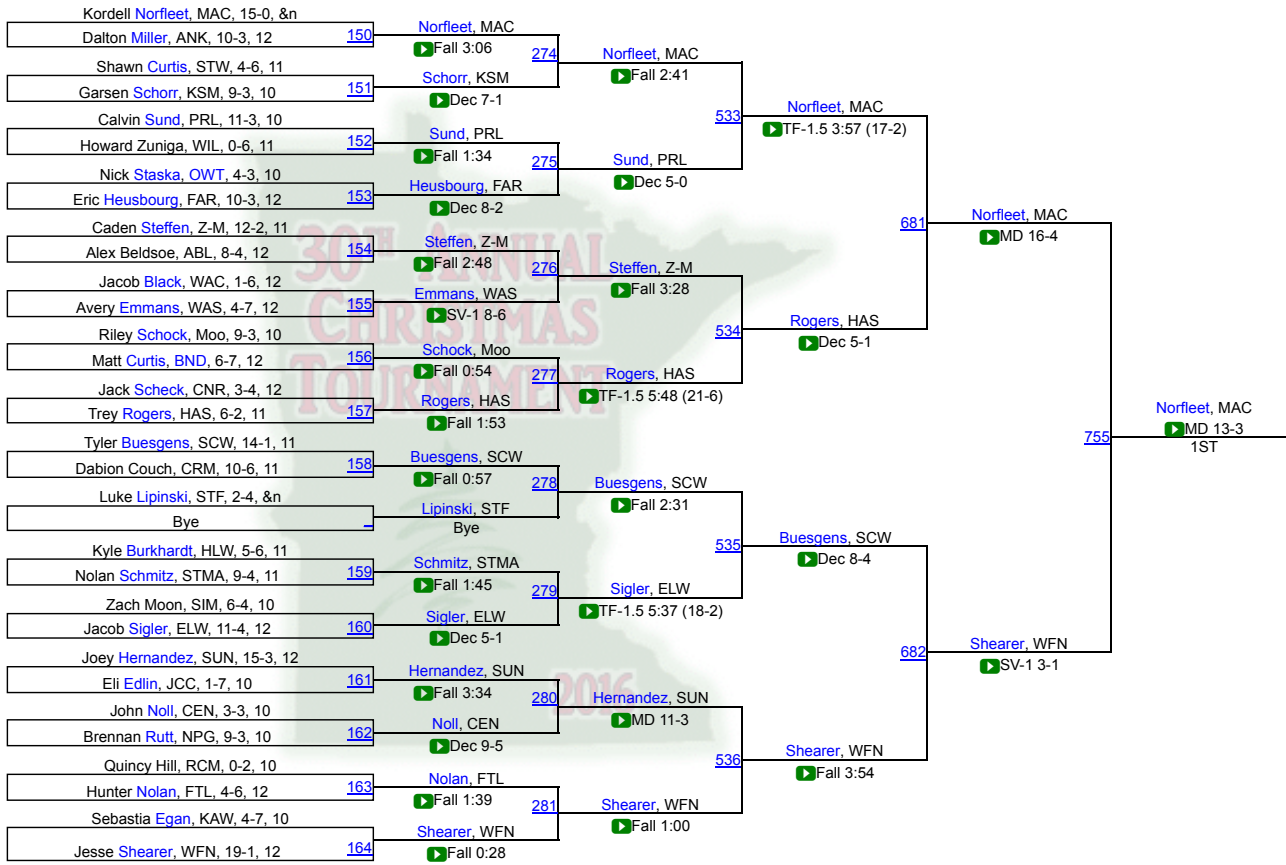 Kordell Norfleet, MAC, 15-0, &n
Dalton Miller, ANK, 10-3, 12
150
Shawn Curtis, STW, 4-6, 11
Garsen Schorr, KSM, 9-3, 10
151
Calvin Sund, PRL, 11-3, 10
Howard Zuniga, WIL, 0-6, 11
152
Nick Staska, OWT, 4-3, 10
Eric Heusbourg, FAR, 10-3, 12
153
Caden Steffen, Z-M, 12-2, 11
Alex Beldsoe, ABL, 8-4, 12
154
Jacob Black, WAC, 1-6, 12
Avery Emmans, WAS, 4-7, 12
155
Riley Schock, Moo, 9-3, 10
Matt Curtis, BND, 6-7, 12
156
Jack Scheck, CNR, 3-4, 12
Trey Rogers, HAS, 6-2, 11
157
Tyler Buesgens, SCW, 14-1, 11
Dabion Couch, CRM, 10-6, 11
158
Luke Lipinski, STF, 2-4, &n
Bye
Kyle Burkhardt, HLW, 5-6, 11
Nolan Schmitz, STMA, 9-4, 11
159
Zach Moon, SIM, 6-4, 10
Jacob Sigler, ELW, 11-4, 12
160
Joey Hernandez, SUN, 15-3, 12
Eli Edlin, JCC, 1-7, 10
161
John Noll, CEN, 3-3, 10
Brennan Rutt, NPG, 9-3, 10
162
Quincy Hill, RCM, 0-2, 10
Hunter Nolan, FTL, 4-6, 12
163
Sebastia Egan, KAW, 4-7, 10
Jesse Shearer, WFN, 19-1, 12
164
Norfleet, MAC
Fall 3:06
274
Schorr, KSM
Dec 7-1
Sund, PRL
Fall 1:34
275
Heusbourg, FAR
Dec 8-2
Steffen, Z-M
Fall 2:48
276
Emmans, WAS
SV-1 8-6
Schock, Moo
Fall 0:54
277
Rogers, HAS
Fall 1:53
Buesgens, SCW
Fall 0:57
278
Lipinski, STF
Bye
Schmitz, STMA
Fall 1:45
279
Sigler, ELW
Dec 5-1
Hernandez, SUN
Fall 3:34
280
Noll, CEN
Dec 9-5
Nolan, FTL
Fall 1:39
281
Shearer, WFN
Fall 0:28
Norfleet, MAC
Fall 2:41
533
Sund, PRL
Dec 5-0
Steffen, Z-M
Fall 3:28
534
Rogers, HAS
TF-1.5 5:48 (21-6)
Buesgens, SCW
Fall 2:31
535
Sigler, ELW
TF-1.5 5:37 (18-2)
Hernandez, SUN
MD 11-3
536
Shearer, WFN
Fall 1:00
Norfleet, MAC
TF-1.5 3:57 (17-2)
681
Rogers, HAS
Dec 5-1
Buesgens, SCW
Dec 8-4
682
Shearer, WFN
Fall 3:54
Norfleet, MAC
MD 16-4
755
Shearer, WFN
SV-1 3-1
Norfleet, MAC
MD 13-3
1ST
30TH ANNUAL
CHRISTMAS
TOURNAMENT
2016